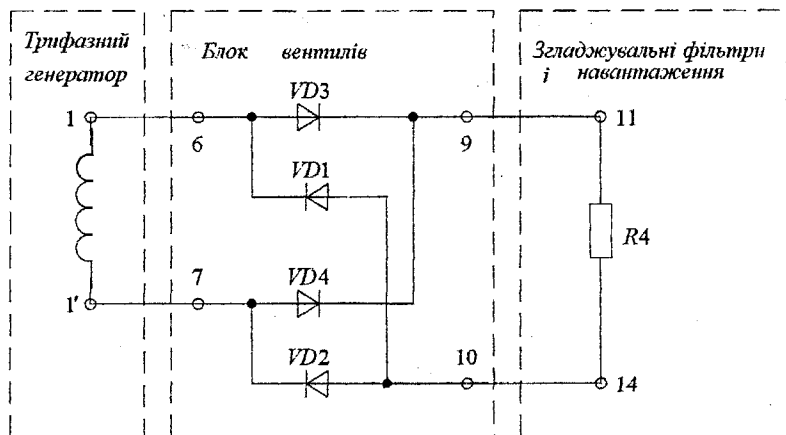 Трифазний
генератор
Блок вентилів
Згладжувальні фільтри
і навантаження
1
6
VD3
9
11
VD1
R4
7
VD4
1'
VD2
10
14